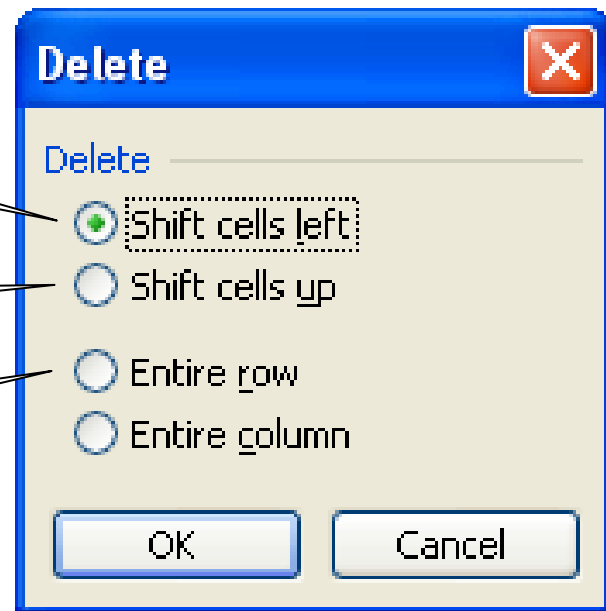 Delete
Delete
Shift cells left
Shift cells up
Entire row
Entire column
OK
Cancel